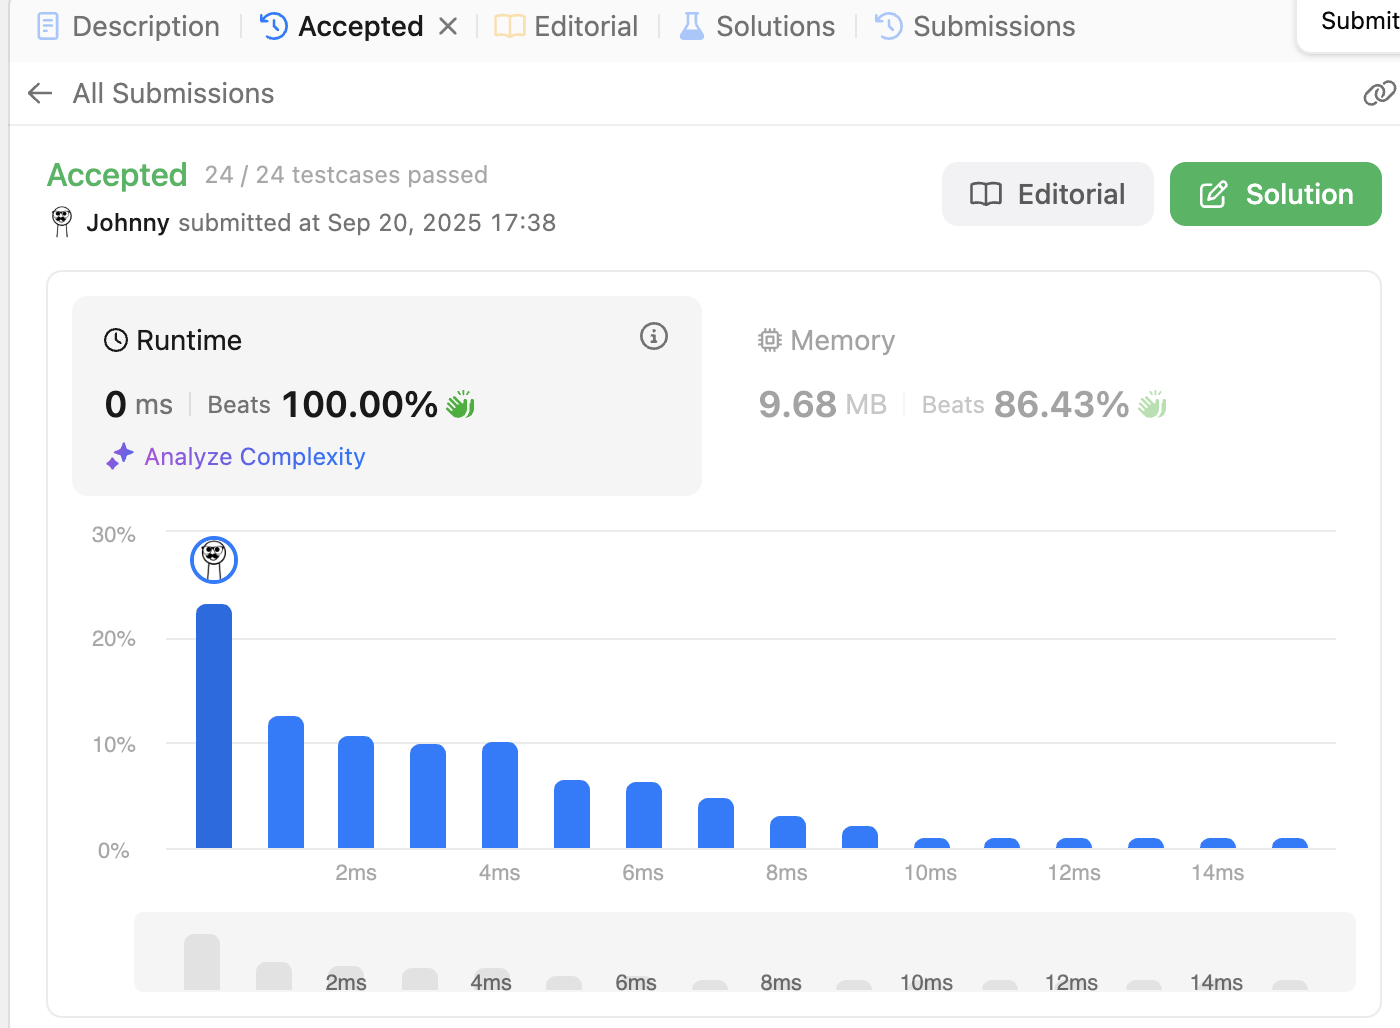 Description
Accepted
Editorial
Solutions
Submissions
Submit
All Submissions
Accepted 24 / 24 testcases passed
Johnny submitted at Sep 20, 2025 17:38
Editorial
Solution
Runtime
0 ms Beats 100.00%
Analyze Complexity
Memory
9.68 MB Beats 86.43%
30%
20%
10%
0%
2ms 4ms 6ms 8ms 10ms 12ms 14ms
2ms 4ms 6ms 8ms 10ms 12ms 14ms